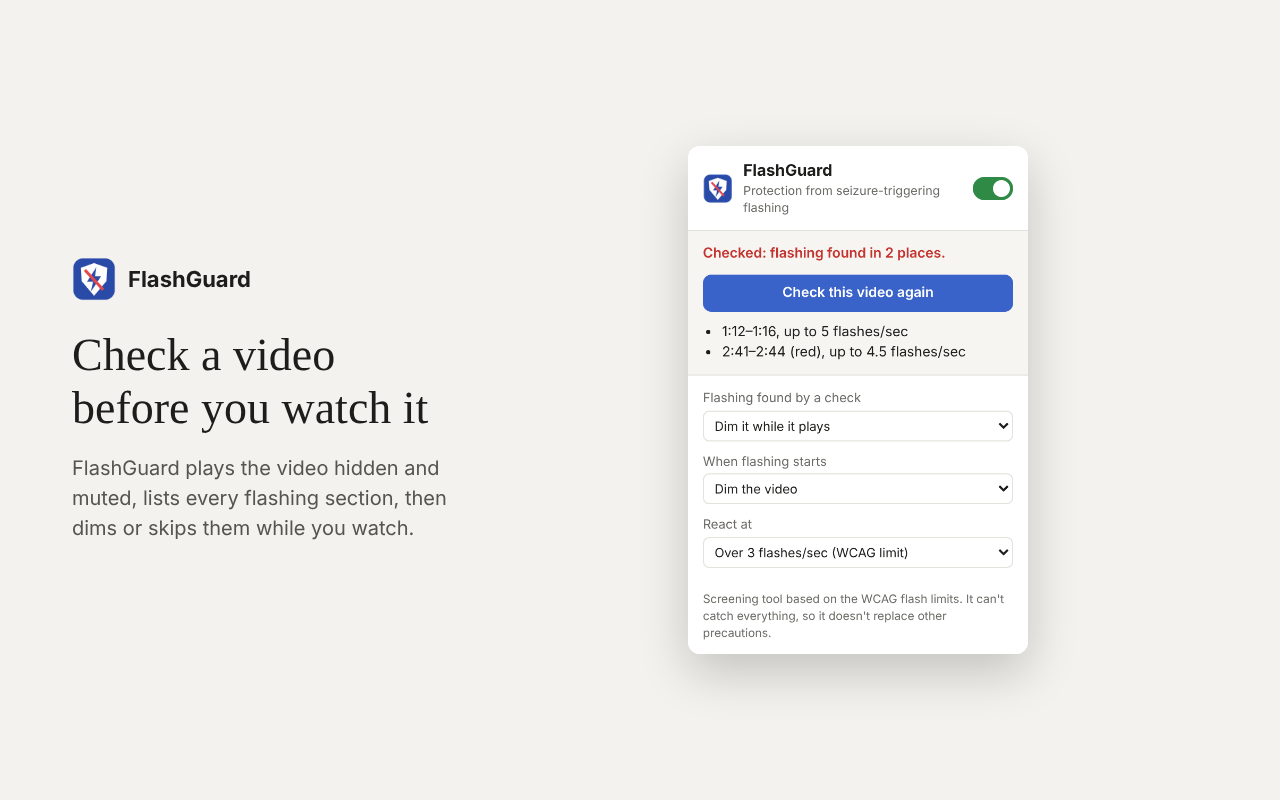 FlashGuard
Check a video
before you watch it
FlashGuard plays the video hidden and
muted, lists every flashing section, then
dims or skips them while you watch.
FlashGuard
Protection from seizure-triggering
flashing
Checked: flashing found in 2 places.
Check this video again
• 1:12–1:16, up to 5 flashes/sec
• 2:41–2:44 (red), up to 4.5 flashes/sec
Flashing found by a check
Dim it while it plays
When flashing starts
Dim the video
React at
Over 3 flashes/sec (WCAG limit)
Screening tool based on the WCAG flash limits. It can't
catch everything, so it doesn't replace other
precautions.